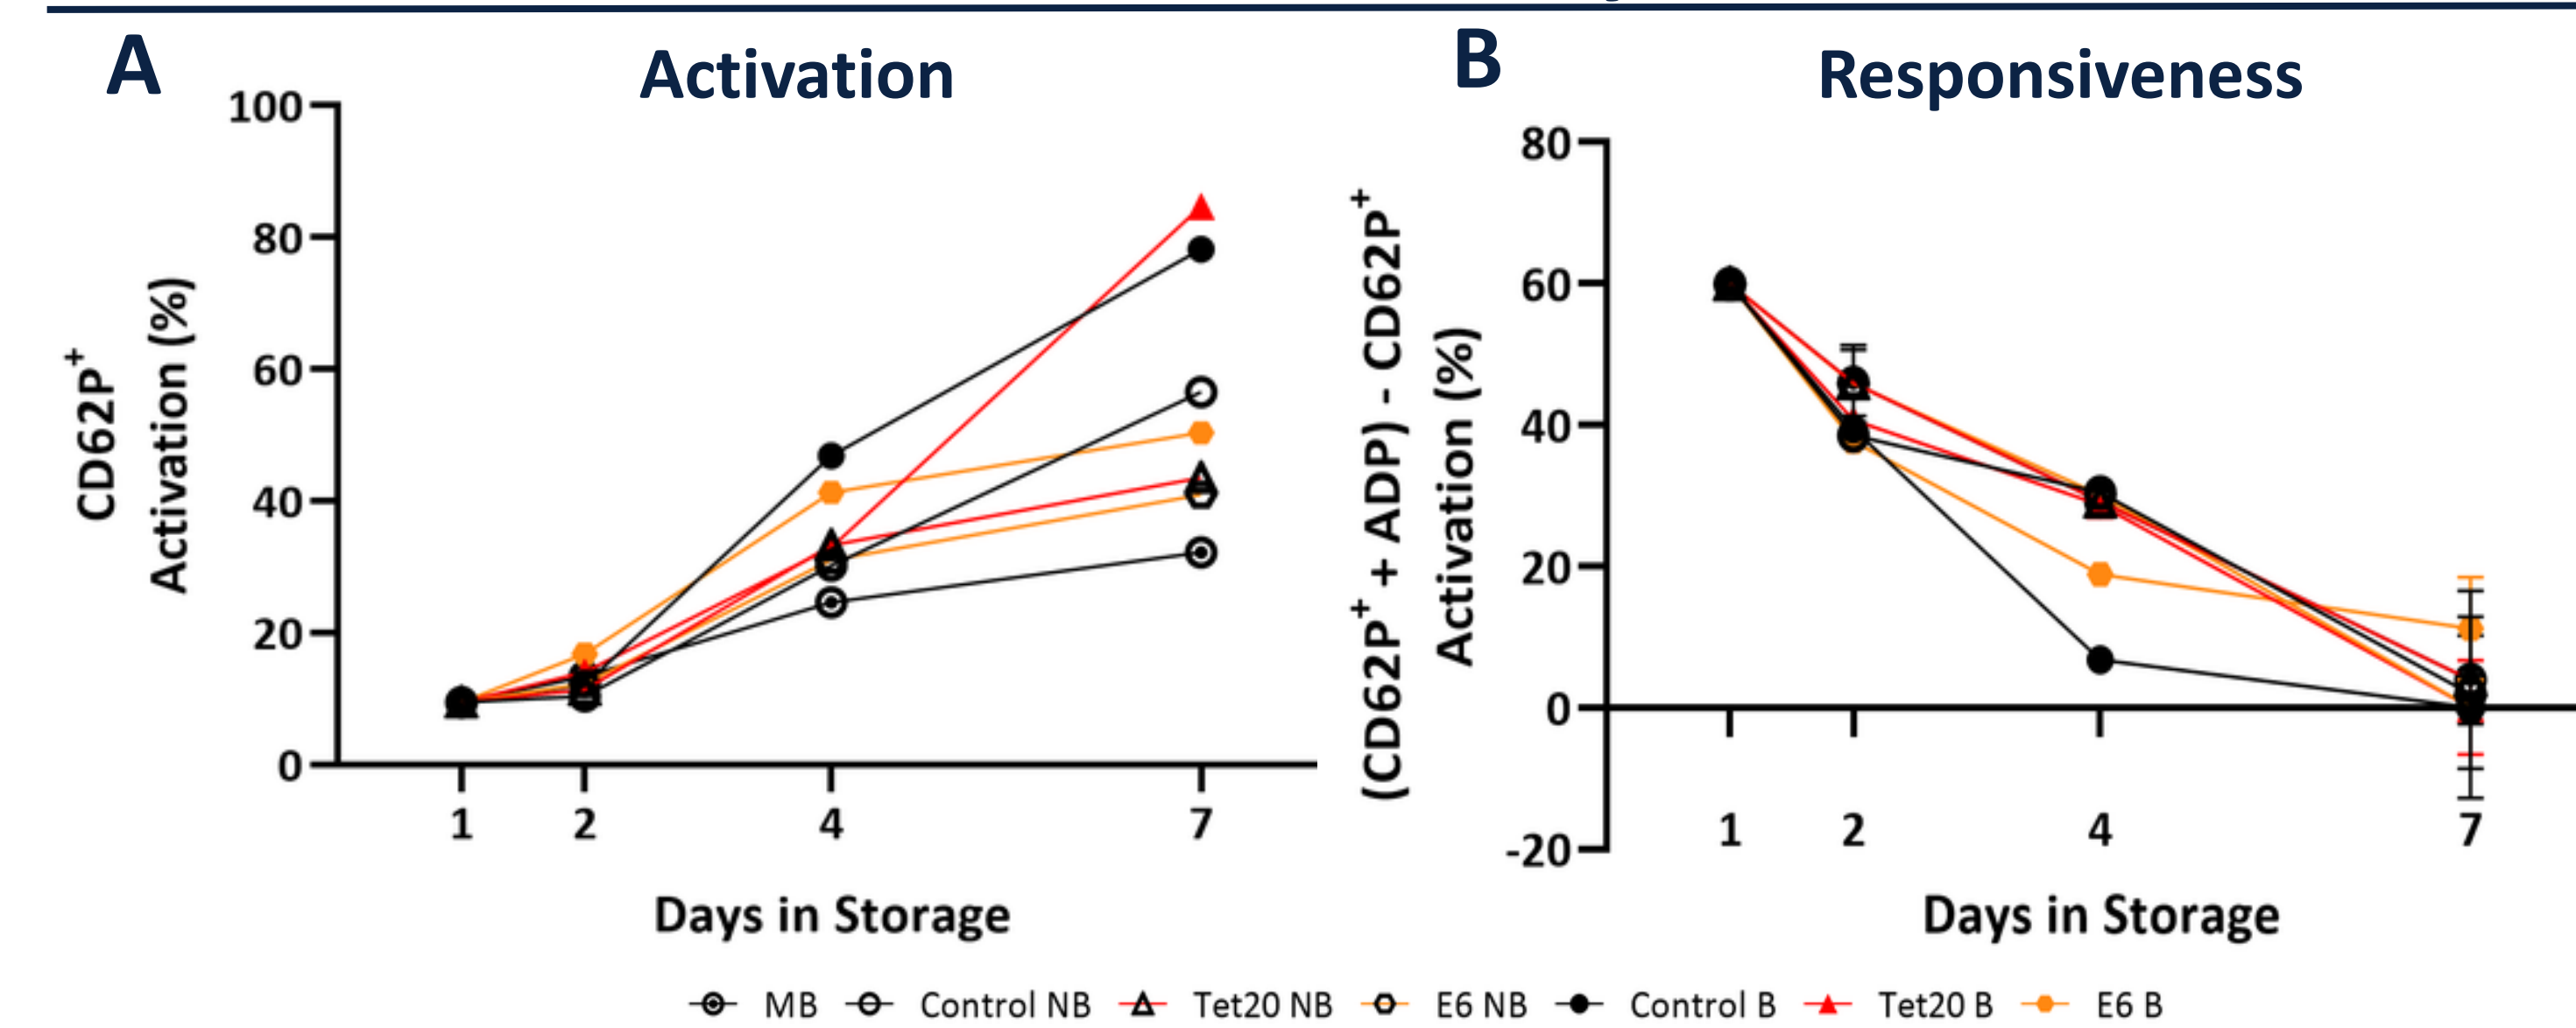 A
Activation
100
80
60
40
20
0
CD62P+
Activation (%)
1 2 4 7
Days in Storage
B
Responsiveness
80
60
40
20
0
-20
(CD62P+ + ADP) - CD62P+
Activation (%)
1 2 4 7
Days in Storage
MB Control NB Tet20 NB E6 NB Control B Tet20 B E6 B